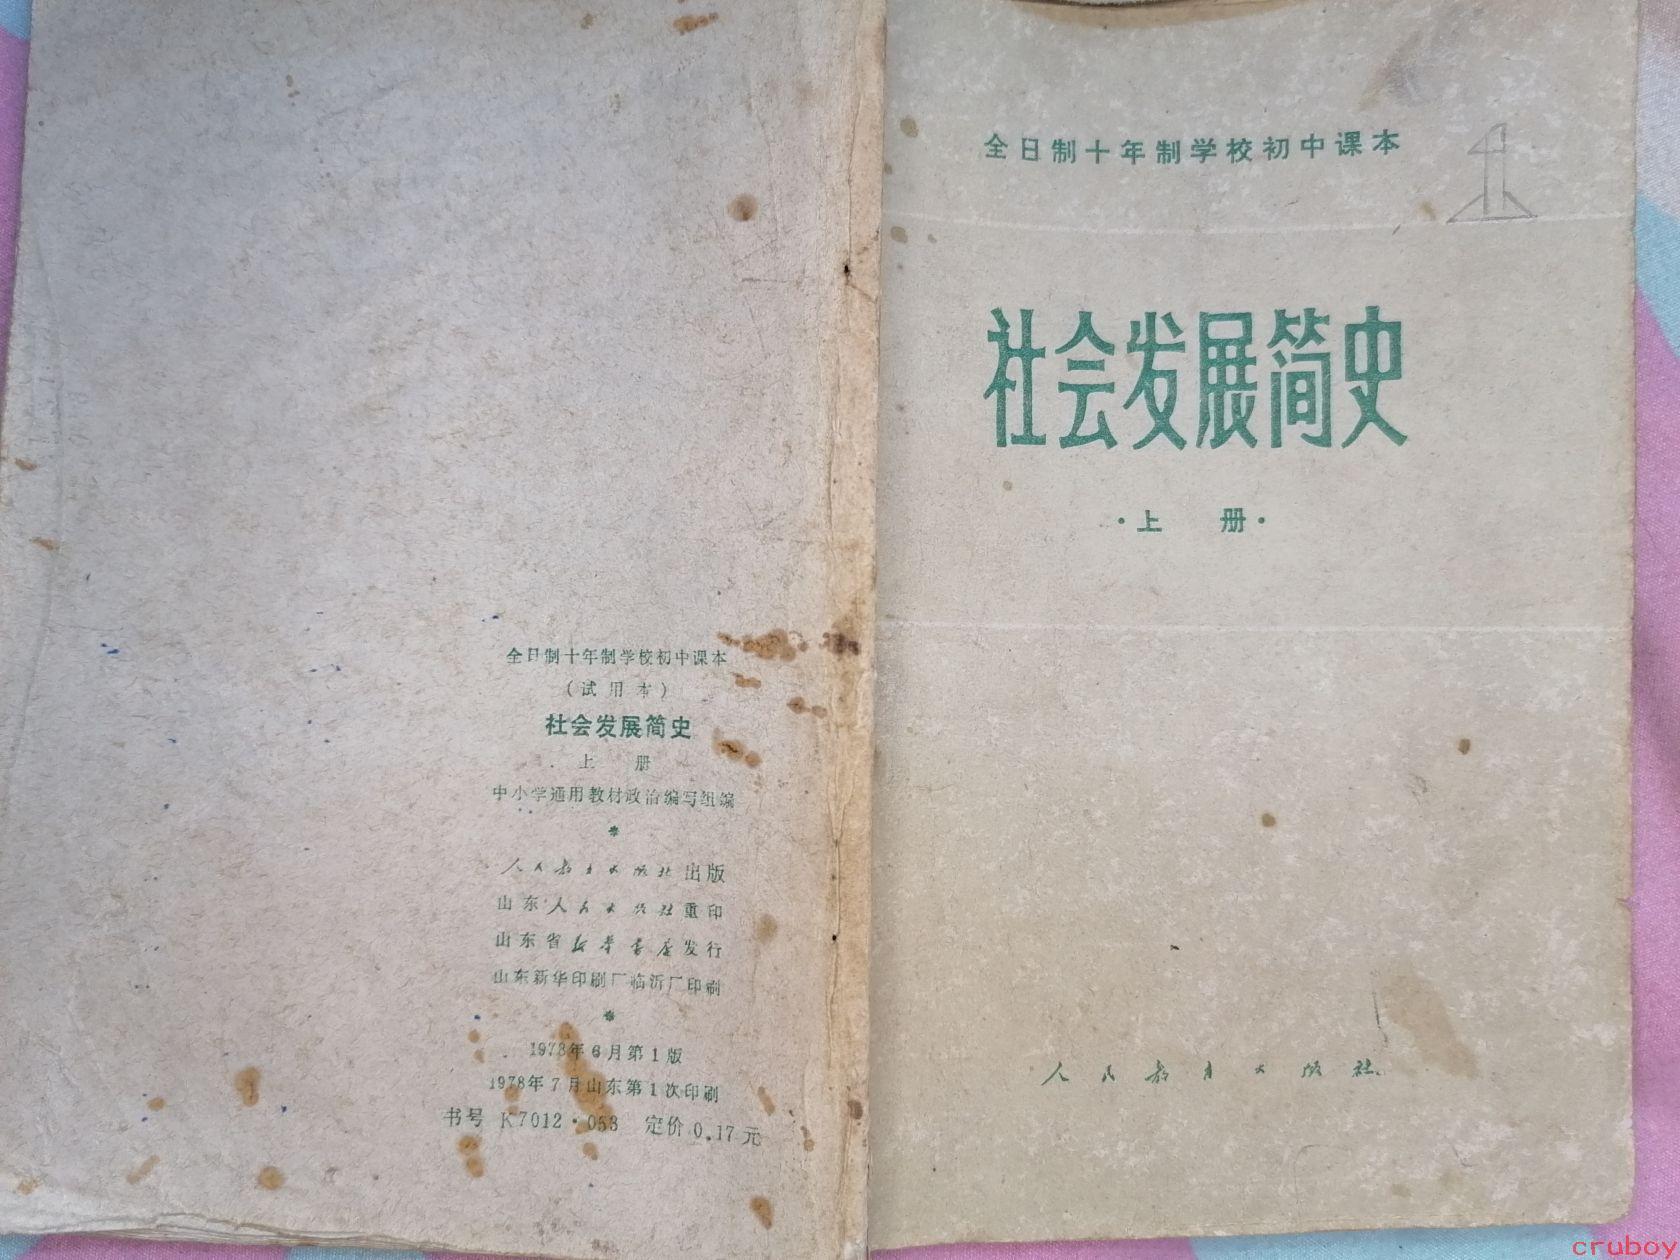 全日制十年制学校初中课本
社会发展简史
·上 册·
人民教育出版社
全日制十年制学校初中课本
(试用本)
社会发展简史
上 册
中小学通用教材政治编写组编
*
人民教育出版社出版
山东人民出版社重印
山东省新华书店发行
山东新华印刷厂临沂厂印刷
*
1978年6月第1版
1978年7月山东第1次印刷
书号 K7012·053 定价0.17元
cruboy